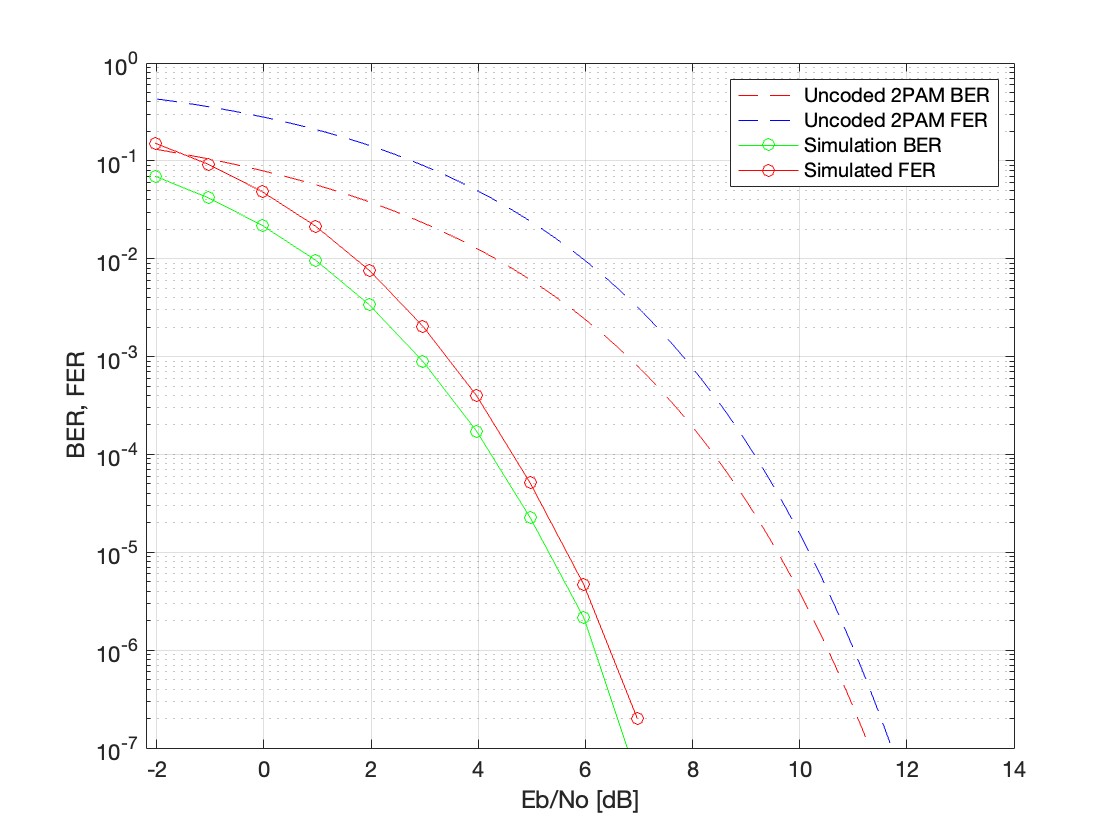 10^0
10^-1
10^-2
10^-3
10^-4
10^-5
10^-6
10^-7
BER, FER
Uncoded 2PAM BER
Uncoded 2PAM FER
Simulation BER
Simulated FER
-2 0 2 4 6 8 10 12 14
Eb/No [dB]